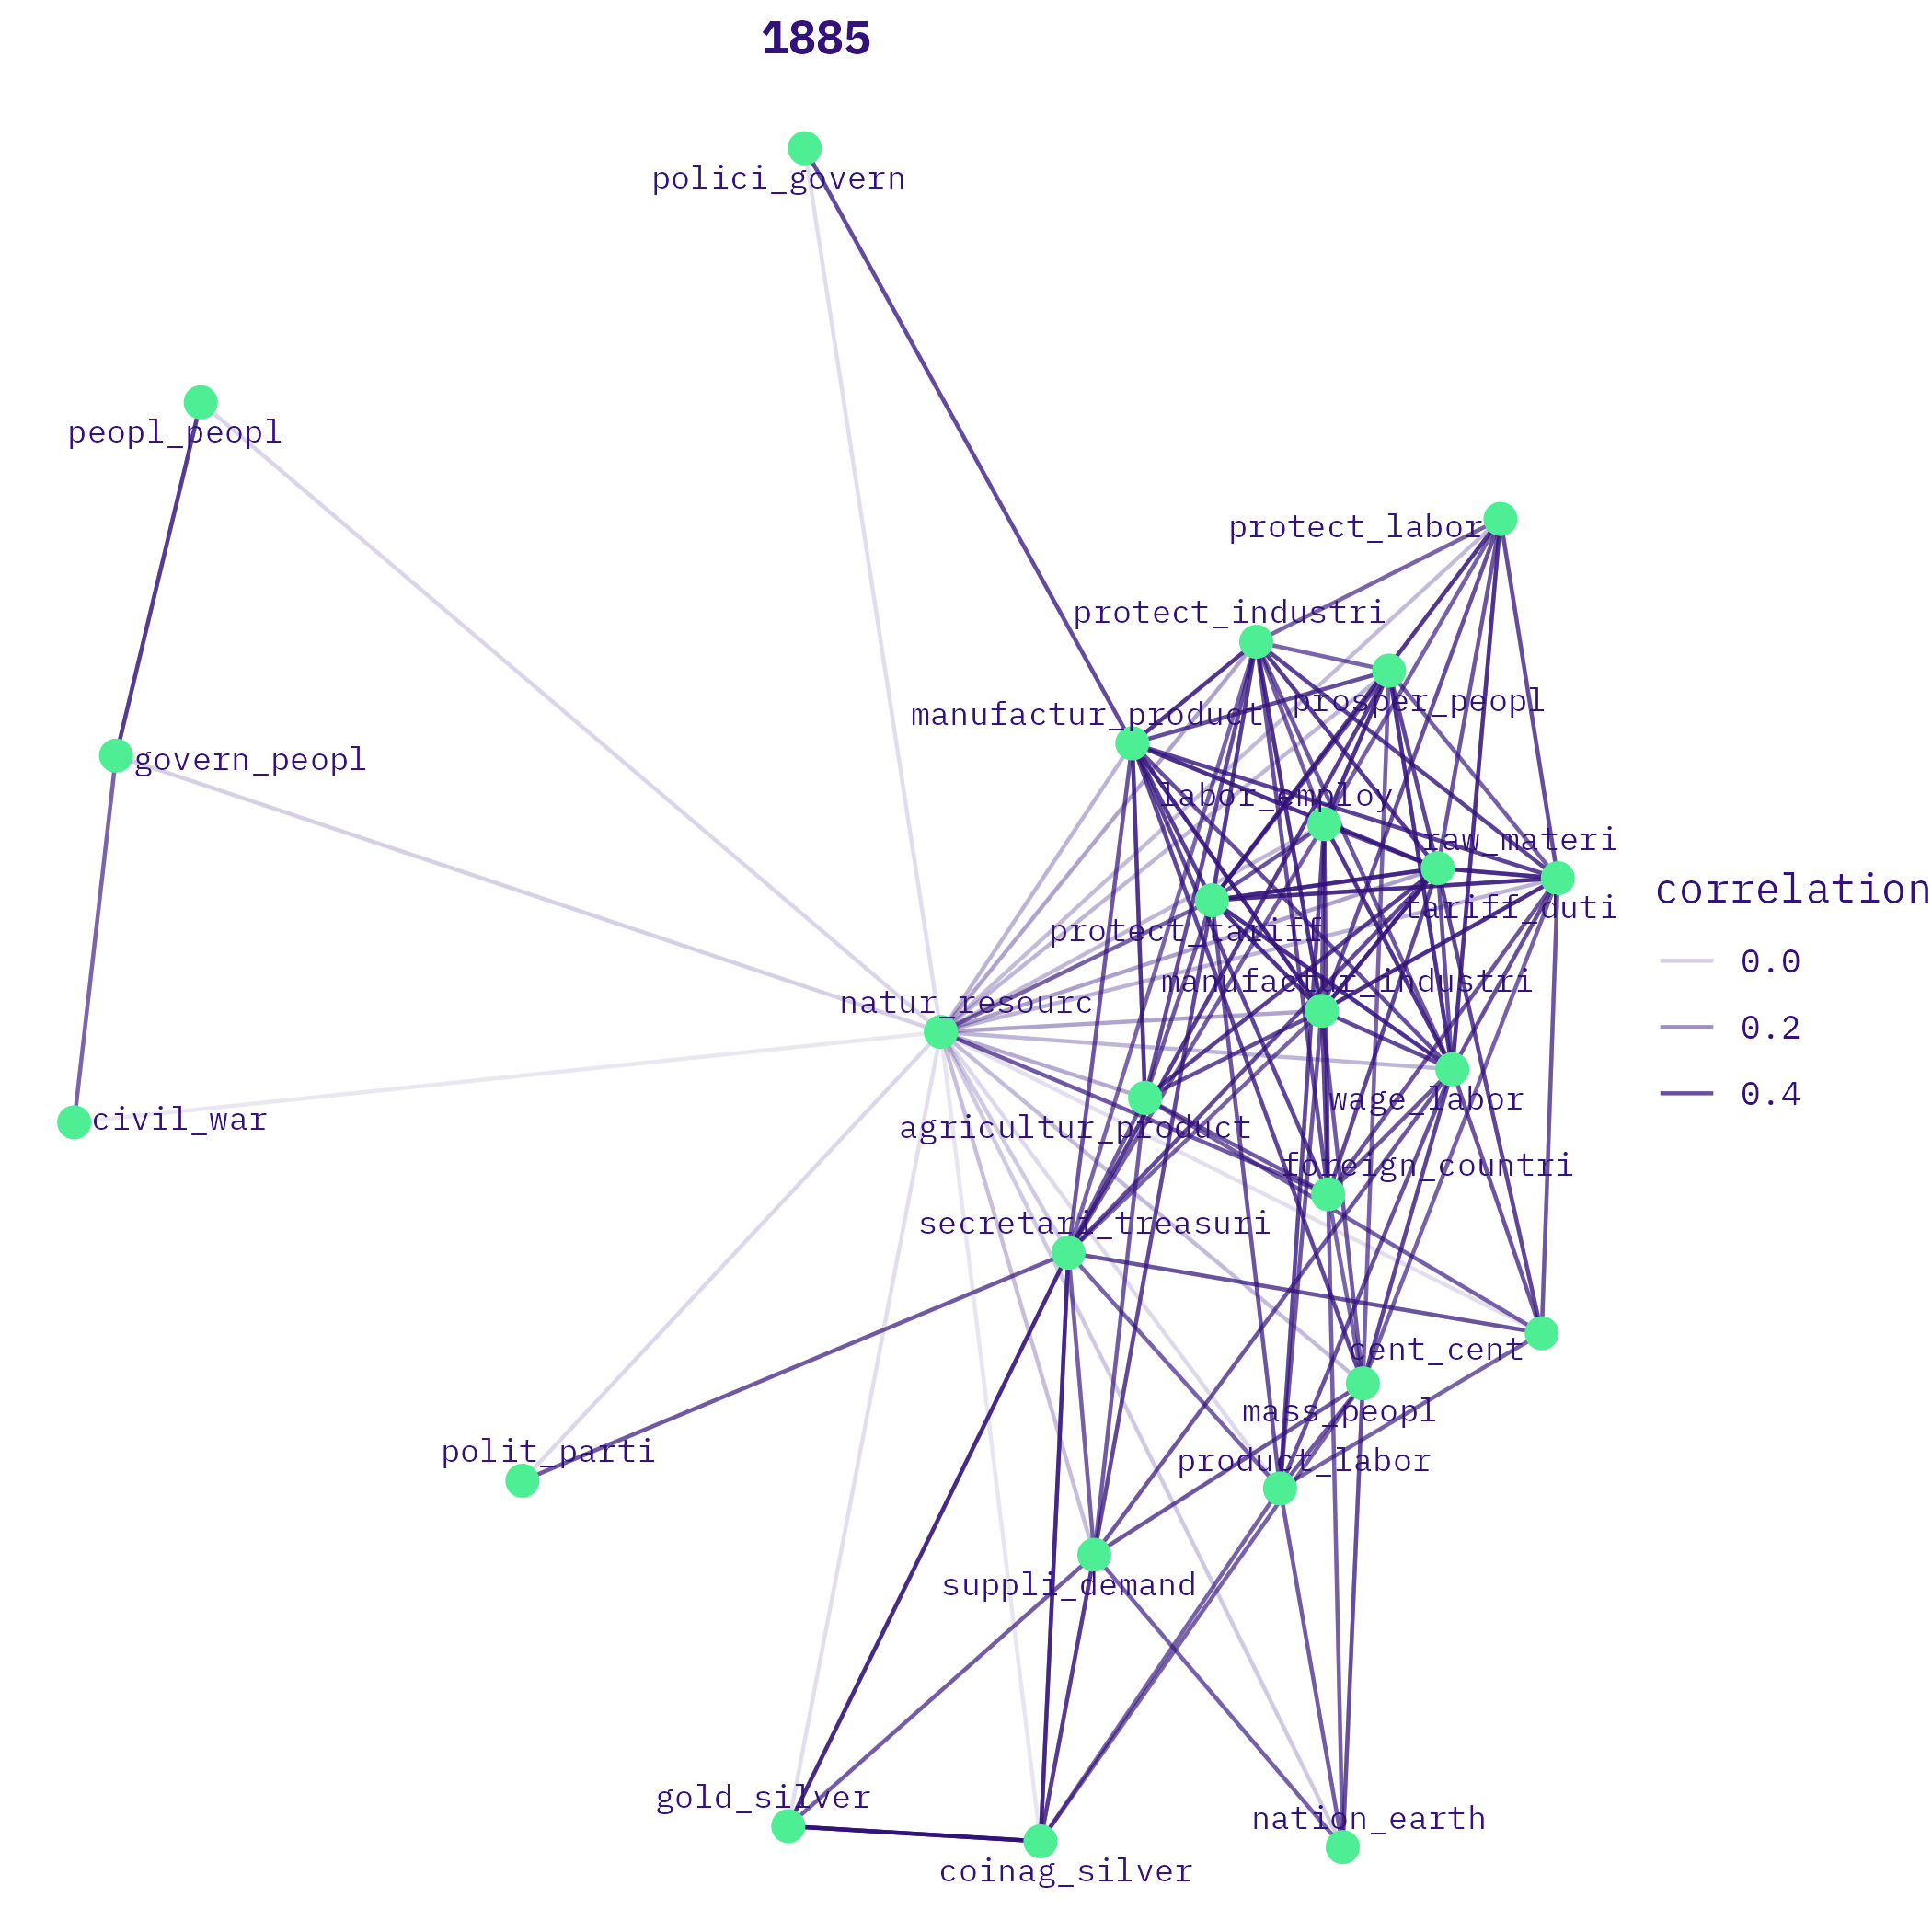 1885
polici_govern
peopl_peopl
protect_labor
protect_industri
prosper_peopl
manufactur_product
govern_peopl
labor_employ
raw_materi
correlation
tariff_duti
protect_tariff
0.0
manufactur_industri
natur_resourc
0.2
0.4
wage_labor
civil_war
agricultur_product
foreign_countri
secretari_treasuri
cent_cent
mass_peopl
polit_parti
product_labor
suppli_demand
gold_silver
nation_earth
coinag_silver